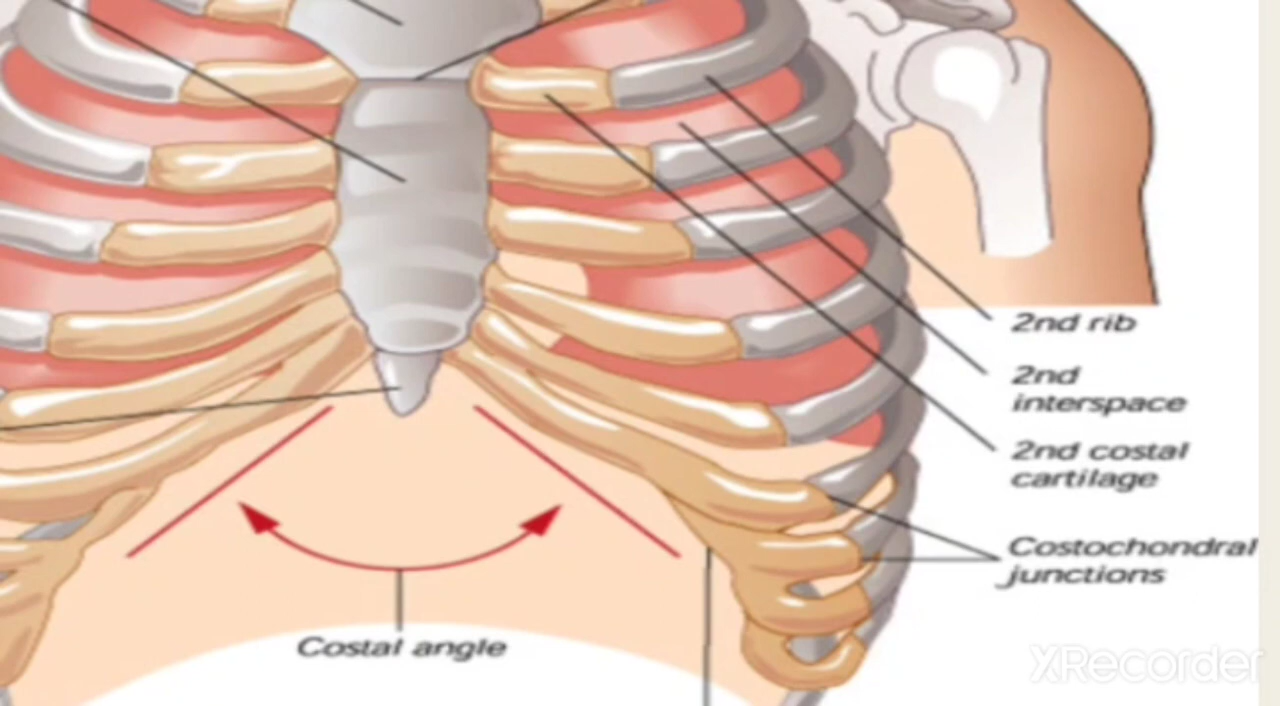 2nd rib
2nd
interspace
2nd costal
cartilage
Costochondral
junctions
Costal angle
XRecorder